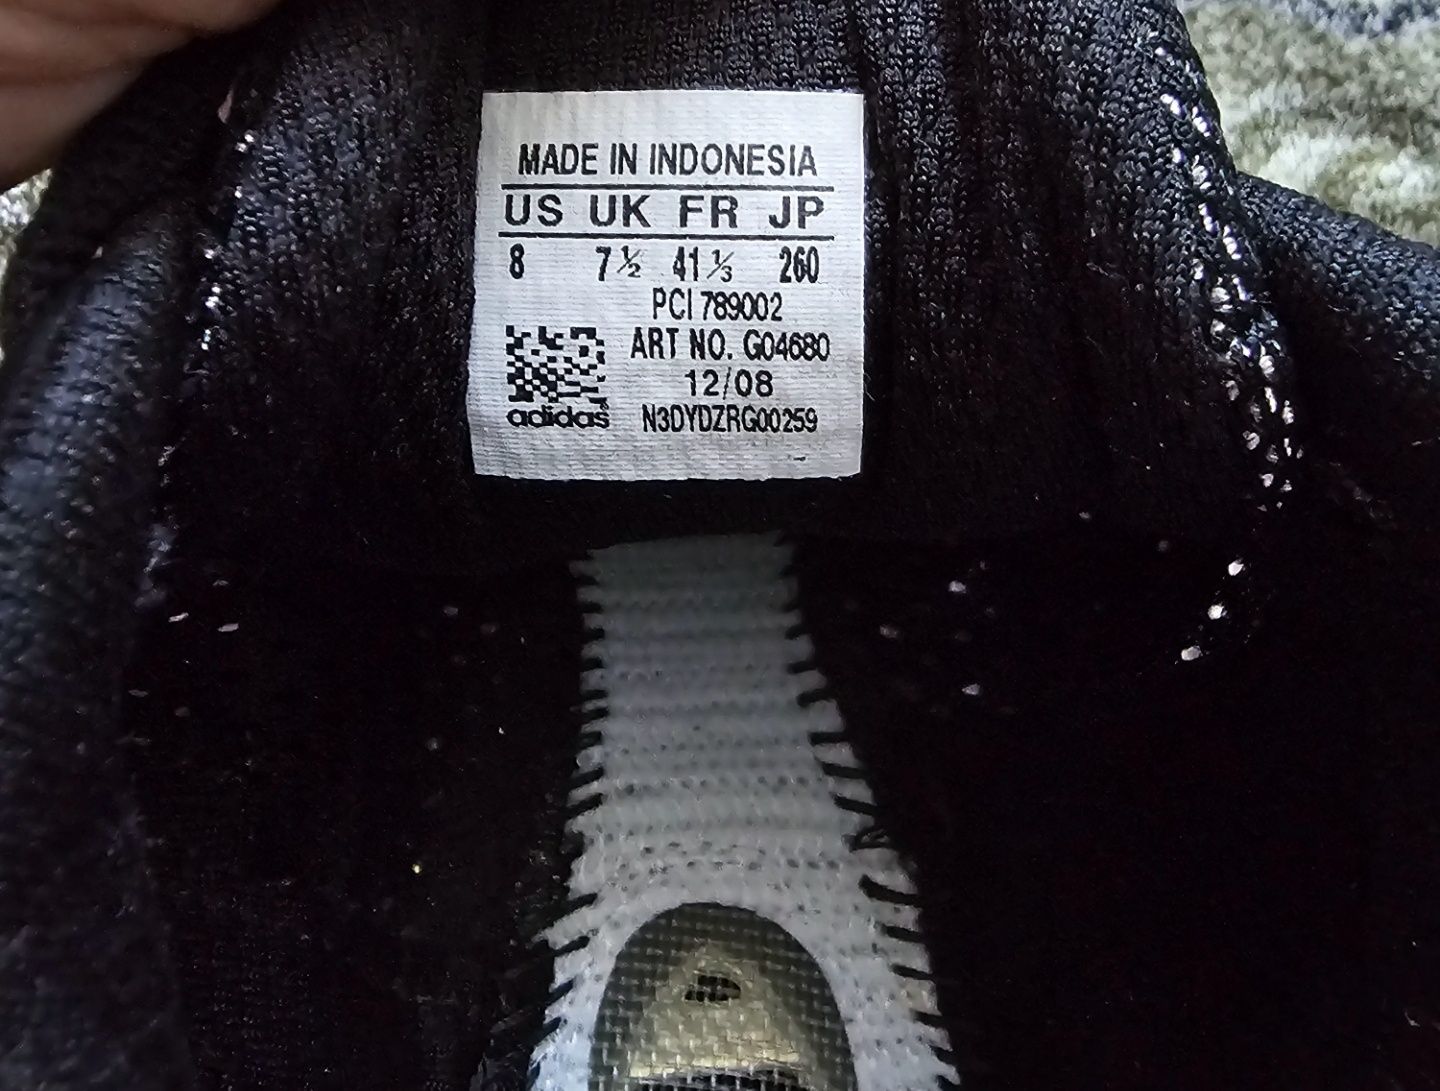 MADE IN INDONESIA
US UK FR JP
8 7½ 41⅓ 260
PCI 789002
ART NO. G04680
12/08
adidas N3DYDZRG00259